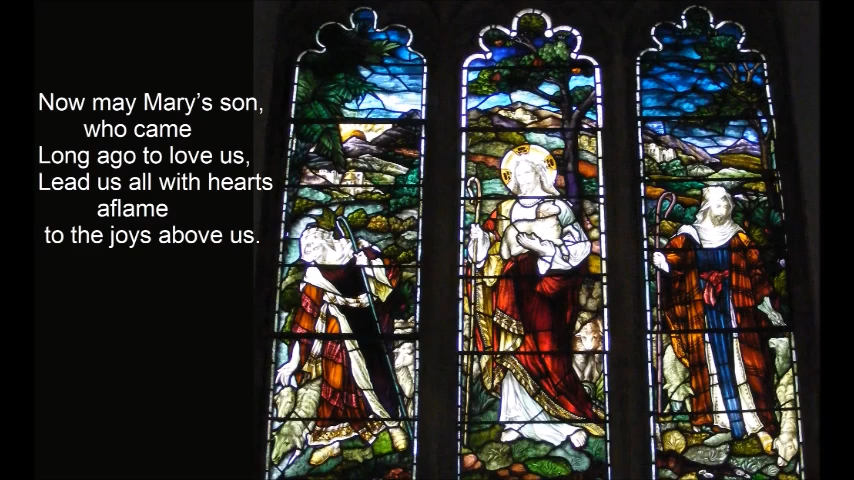 Now may Mary’s son,
who came
Long ago to love us,
Lead us all with hearts
aflame
to the joys above us.